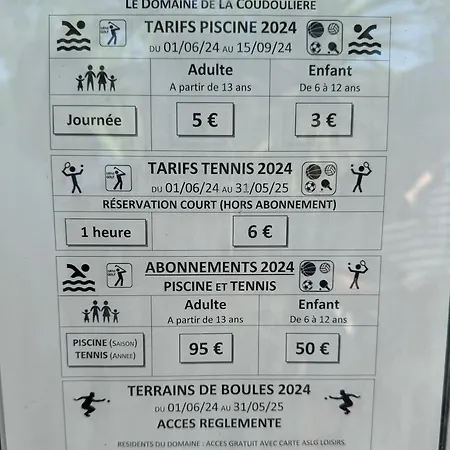 LE DOMAINE DE LA COUDOULIERE
TARIFS PISCINE 2024
DU 01/06/24 AU 15/09/24
Adulte
A partir de 13 ans
Enfant
De 6 à 12 ans
Journée
5 €
3 €
TARIFS TENNIS 2024
DU 01/06/24 AU 31/05/25
RÉSERVATION COURT (HORS ABONNEMENT)
1 heure
6 €
ABONNEMENTS 2024
PISCINE ET TENNIS
Adulte
A partir de 13 ans
Enfant
De 6 à 12 ans
PISCINE (SAISON)
TENNIS (ANNEE)
95 €
50 €
TERRAINS DE BOULES 2024
DU 01/06/24 AU 31/05/25
ACCES REGLEMENTE
- RESIDENTS DU DOMAINE : ACCES GRATUIT AVEC CARTE ASLG LOISIRS.